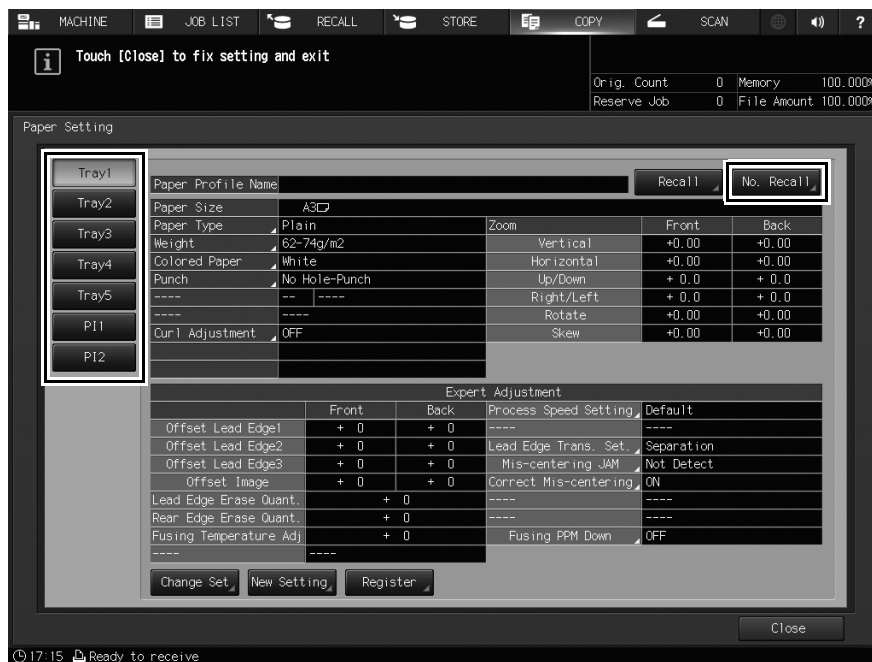 MACHINE JOB LIST RECALL STORE COPY SCAN ?
Touch [Close] to fix setting and exit
Orig. Count 0 Memory 100.000%
Reserve Job 0 File Amount 100.000%
Paper Setting
Tray1
Tray2
Tray3
Tray4
Tray5
PI1
PI2
Paper Profile Name Recall No. Recall
Paper Size A3
Paper Type Plain Zoom Front Back
Weight 62-74g/m2 Vertical +0.00 +0.00
Colored Paper White Horizontal +0.00 +0.00
Punch No Hole-Punch Up/Down + 0.0 + 0.0
---- -- ---- Right/Left + 0.0 + 0.0
---- ---- Rotate +0.00 +0.00
Curl Adjustment OFF Skew +0.00 +0.00
Expert Adjustment
Front Back Process Speed Setting Default
Offset Lead Edge1 + 0 + 0 ---- ----
Offset Lead Edge2 + 0 + 0 Lead Edge Trans. Set. Separation
Offset Lead Edge3 + 0 + 0 Mis-centering JAM Not Detect
Offset Image + 0 + 0 Correct Mis-centering ON
Lead Edge Erase Quant. + 0 ---- ----
Rear Edge Erase Quant. + 0 ---- ----
Fusing Temperature Adj + 0 Fusing PPM Down OFF
---- ----
Change Set New Setting Register
Close
17:15 Ready to receive